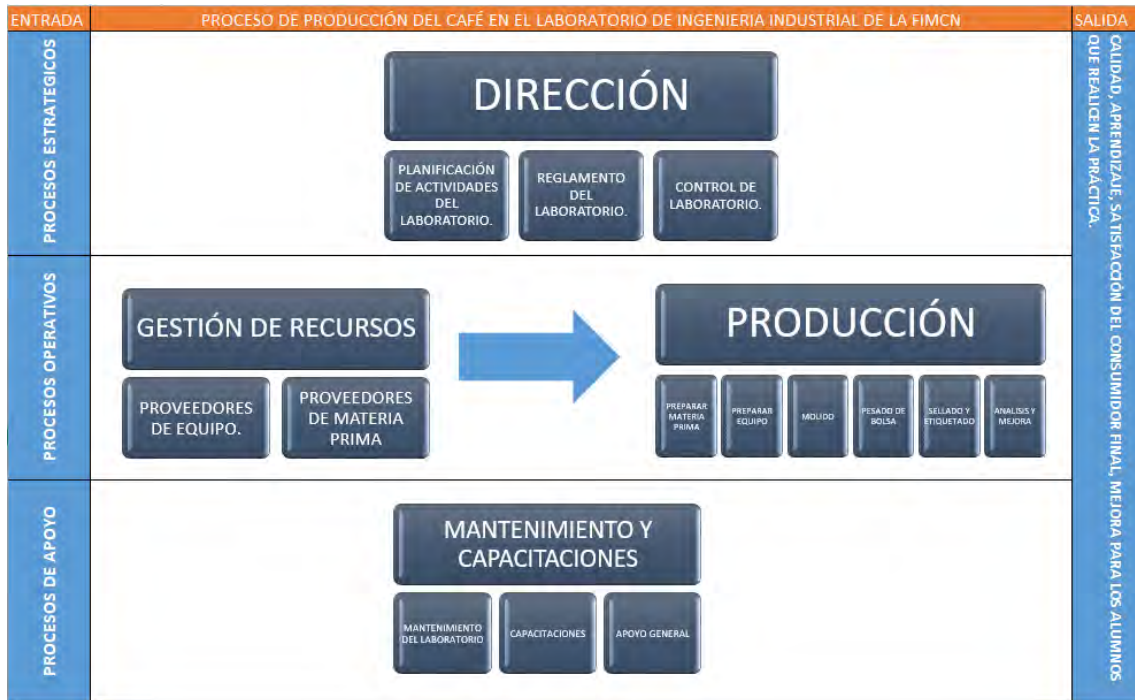 ENTRADA
PROCESO DE PRODUCCIÓN DEL CAFÉ EN EL LABORATORIO DE INGENIERIA INDUSTRIAL DE LA FIMCN
SALIDA
PROCESOS ESTRATEGICOS
DIRECCIÓN
PLANIFICACIÓN
DE ACTIVIDADES
DEL
LABORATORIO.
REGLAMENTO
DEL
LABORATORIO.
CONTROL DE
LABORATORIO.
PROCESOS OPERATIVOS
GESTIÓN DE RECURSOS
PROVEEDORES
DE EQUIPO.
PROVEEDORES
DE MATERIA
PRIMA
PRODUCCIÓN
PREPARAR
MATERIA
PRIMA
PREPARAR
EQUIPO
MOLIDO
PESADO DE
BOLSA
SELLADO Y
ETIQUETADO
ANALISIS Y
MEJORA
PROCESOS DE APOYO
MANTENIMIENTO Y
CAPACITACIONES
MANTENIMIENTO
DEL LABORATORIO
CAPACITACIONES
APOYO GENERAL
CALIDAD, APRENDIZAJE, SATISFACCIÓN DEL CONSUMIDOR FINAL, MEJORA PARA LOS ALUMNOS
QUE REALICEN LA PRÁCTICA.